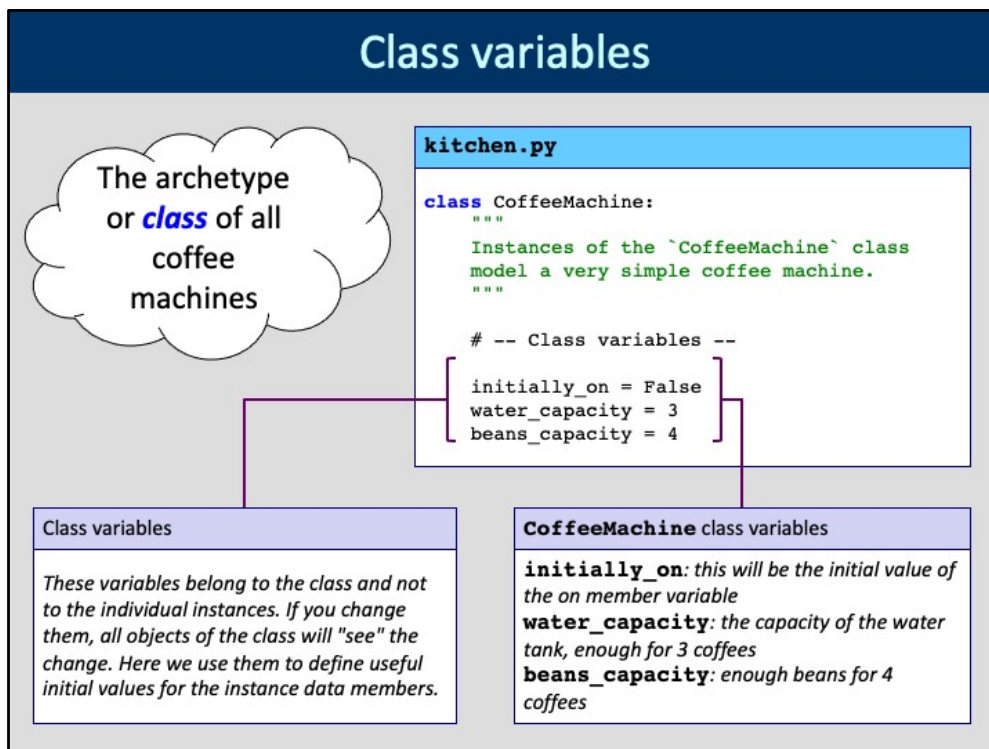 Class variables
The archetype
or class of all
coffee
machines
kitchen.py
class CoffeeMachine:
"""
Instances of the `CoffeeMachine` class
model a very simple coffee machine.
"""
# -- Class variables --
initially_on = False
water_capacity = 3
beans_capacity = 4
Class variables
These variables belong to the class and not
to the individual instances. If you change
them, all objects of the class will "see" the
change. Here we use them to define useful
initial values for the instance data members.
CoffeeMachine class variables
initially_on: this will be the initial value of
the on member variable
water_capacity: the capacity of the water
tank, enough for 3 coffees
beans_capacity: enough beans for 4
coffees